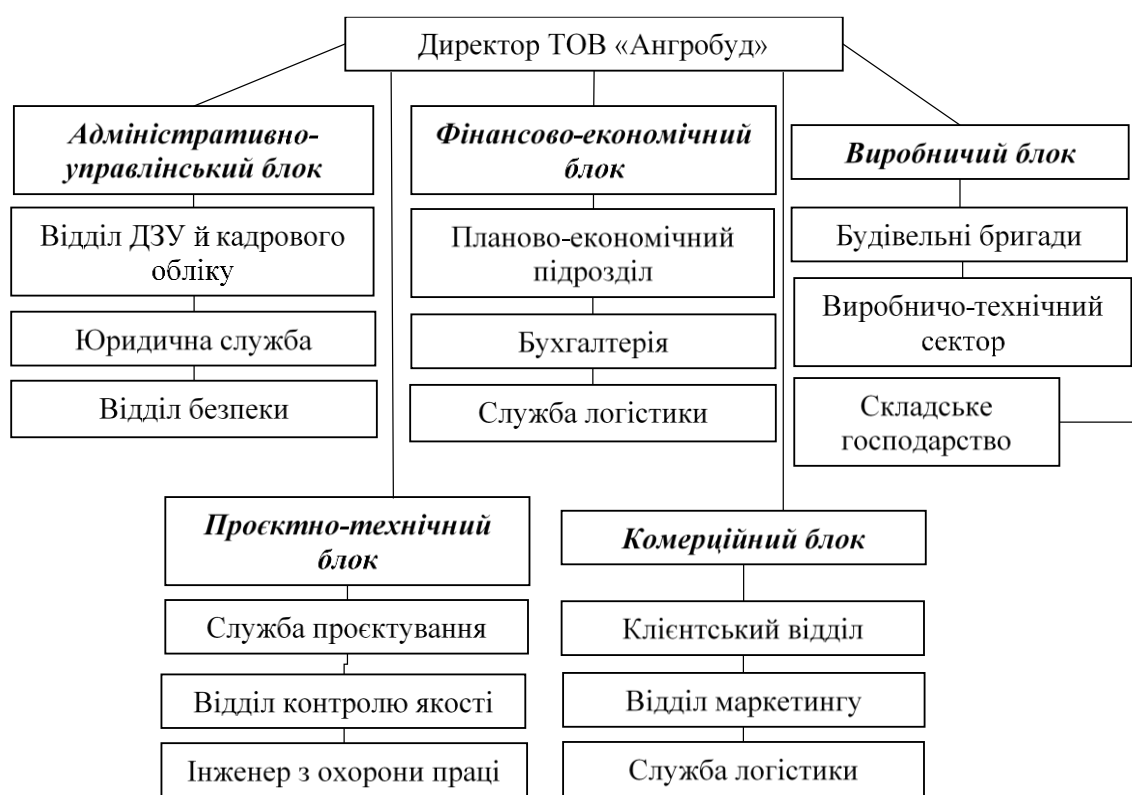 Директор ТОВ «Ангробуд»
Адміністративно-
управлінський блок
Відділ ДЗУ й кадрового
обліку
Юридична служба
Відділ безпеки
Фінансово-економічний
блок
Планово-економічний
підрозділ
Бухгалтерія
Служба логістики
Виробничий блок
Будівельні бригади
Виробничо-технічний
сектор
Складське
господарство
Проєктно-технічний
блок
Служба проєктування
Відділ контролю якості
Інженер з охорони праці
Комерційний блок
Клієнтський відділ
Відділ маркетингу
Служба логістики